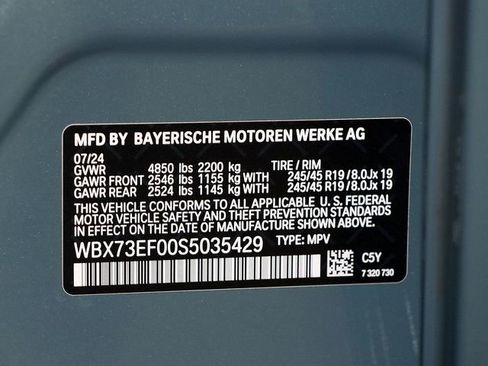 MFD BY BAYERISCHE MOTOREN WERKE AG
07/24
GVWR 4850 lbs 2200 kg TIRE / RIM
GAWR FRONT 2546 lbs 1155 kg WITH 245/45 R19 / 8.0Jx 19
GAWR REAR 2524 lbs 1145 kg WITH 245/45 R19 / 8.0Jx 19
THIS VEHICLE CONFORMS TO ALL APPLICABLE U. S. FEDERAL
MOTOR VEHICLE SAFETY AND THEFT PREVENTION STANDARDS
IN EFFECT ON THE DATE OF MANUFACTURE SHOWN ABOVE.
WBX73EF00S5035429 TYPE: MPV
C5Y
7 320 730